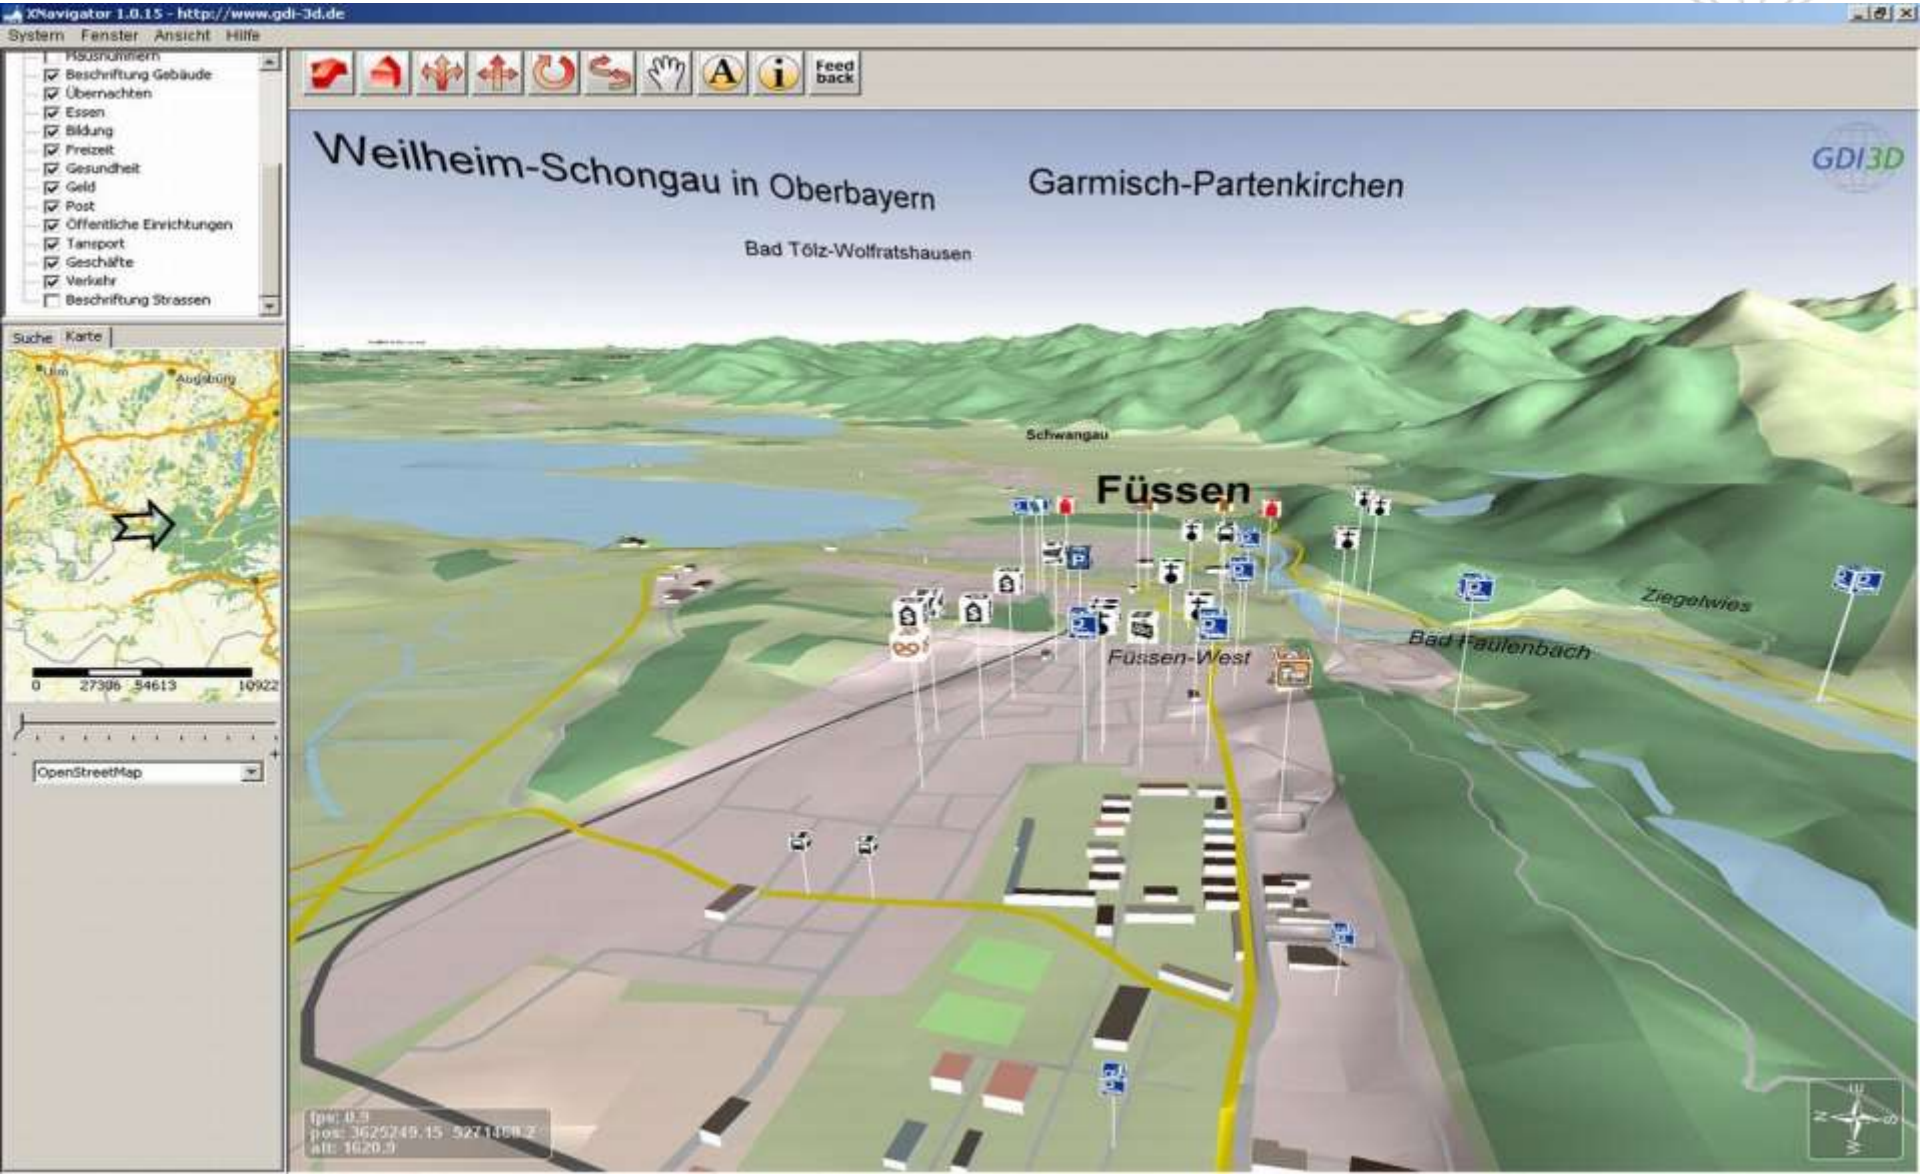 XNavigator 1.0.15 - http://www.gdi-3d.de
System Fenster Ansicht Hilfe
Hausnummern
Beschriftung Gebäude
Übernachten
Essen
Bildung
Freizeit
Gesundheit
Geld
Post
Öffentliche Einrichtungen
Tansport
Geschäfte
Verkehr
Beschriftung Strassen
Suche Karte
Ulm
Augsburg
0 27306 54613 10922
- +
OpenStreetMap
A i Feed
back
GDI3D
Weilheim-Schongau in Oberbayern
Garmisch-Partenkirchen
Bad Tölz-Wolfratshausen
Schwangau
Füssen
Ziegelwies
Bad Faulenbach
Füssen-West
fps: 0.9
pos: 3625249.15
alt: 1620.9
N E S W